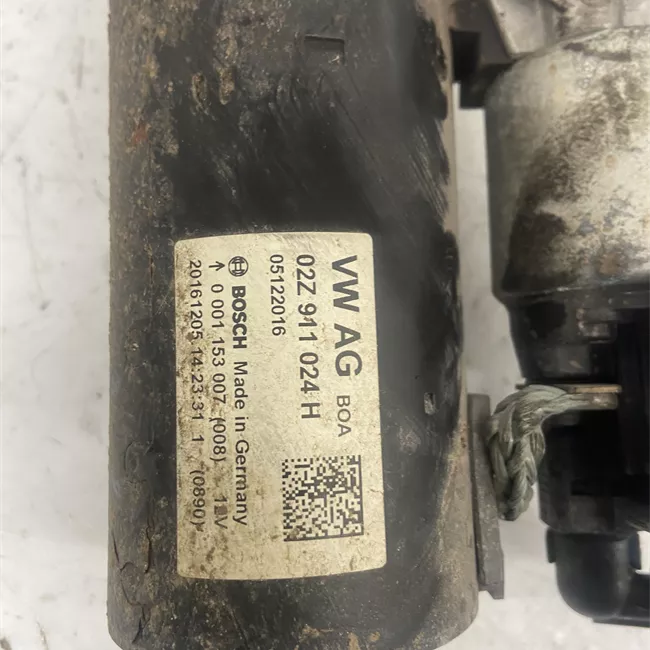 VW AG BOA
02Z 911 024 H
05122016
BOSCH Made in Germany
↑ 0 001 153 007 (008) 12V
20161205 14:23:31 1 (0890)